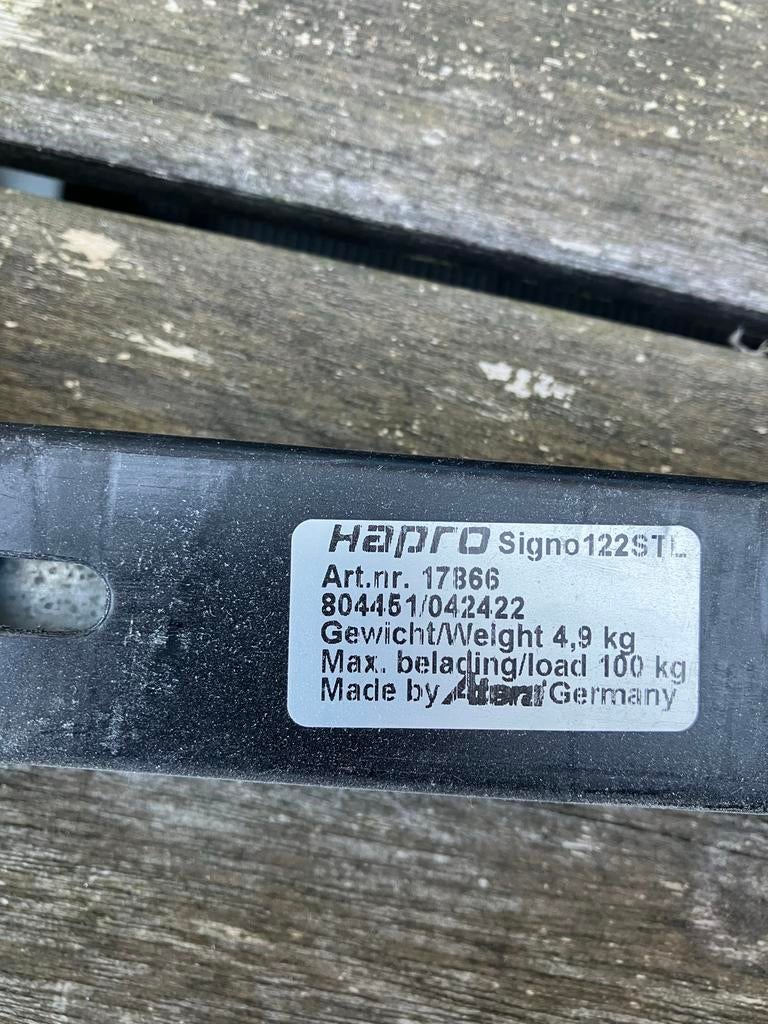 Hapro Signo122STL
Art.nr. 17866
804451/042422
Gewicht/Weight 4,9 kg
Max. belading/load 100 kg
Made by Germany